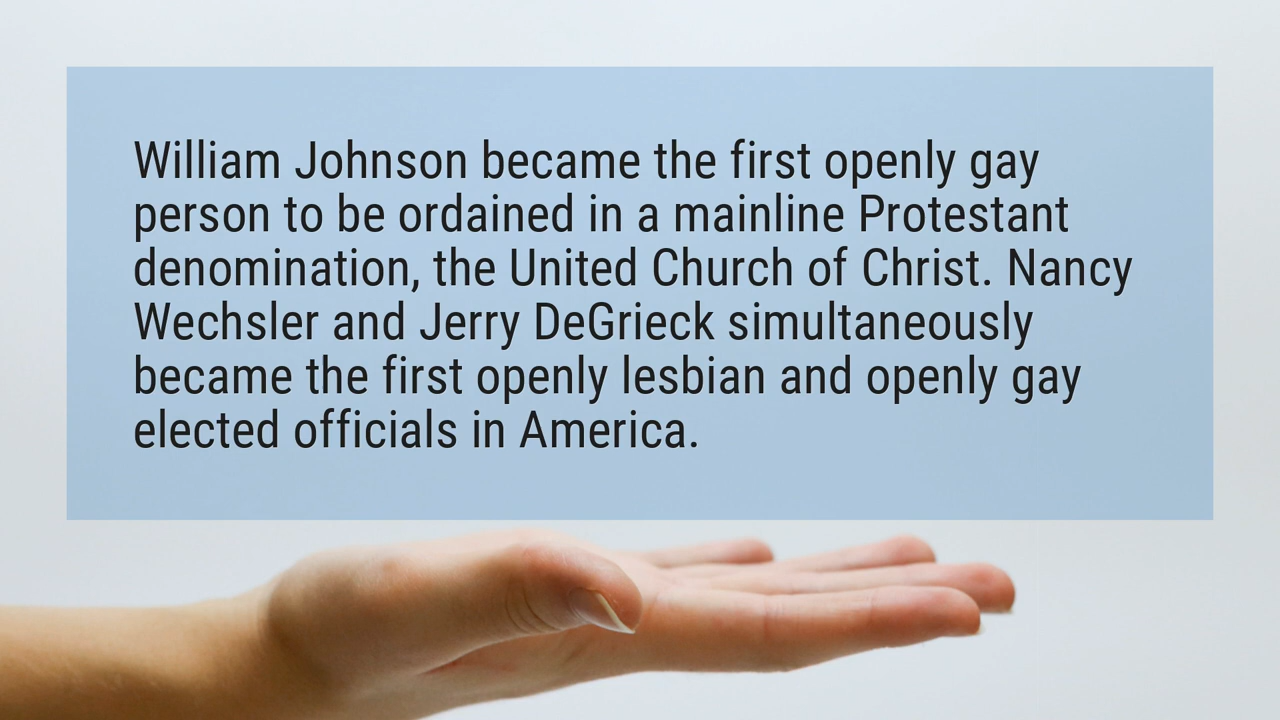 William Johnson became the first openly gay
person to be ordained in a mainline Protestant
denomination, the United Church of Christ. Nancy
Wechsler and Jerry DeGrieck simultaneously
became the first openly lesbian and openly gay
elected officials in America.